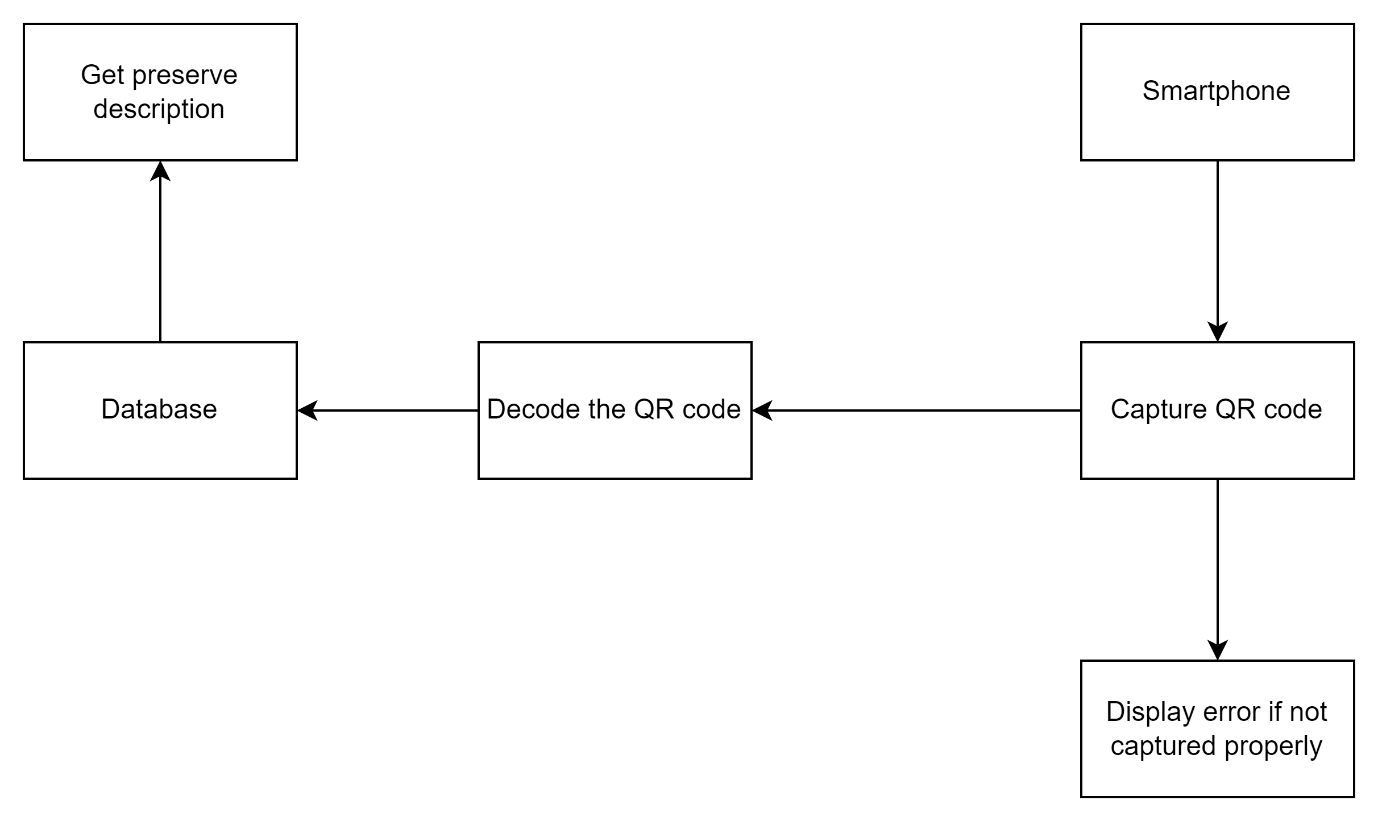 Get preserve
description
Smartphone
Database
Decode the QR code
Capture QR code
Display error if not
captured properly